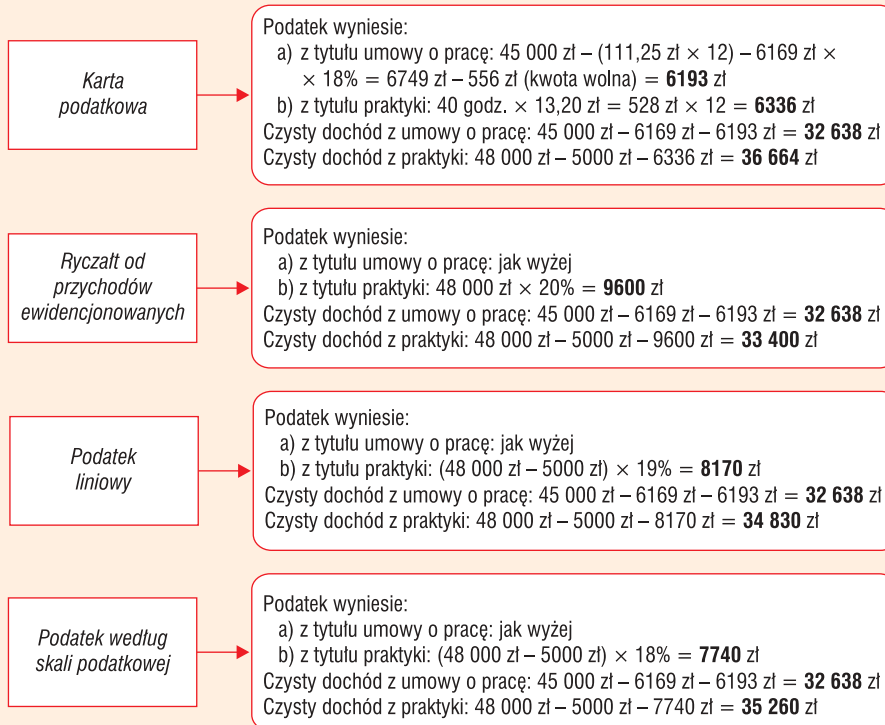 Karta
podatkowa
Podatek wyniesie:
a) z tytułu umowy o pracę: 45 000 zł – (111,25 zł × 12) – 6169 zł ×
× 18% = 6749 zł – 556 zł (kwota wolna) = 6193 zł
b) z tytułu praktyki: 40 godz. × 13,20 zł = 528 zł × 12 = 6336 zł
Czysty dochód z umowy o pracę: 45 000 zł – 6169 zł – 6193 zł = 32 638 zł
Czysty dochód z praktyki: 48 000 zł – 5000 zł – 6336 zł = 36 664 zł
Ryczałt od
przychodów
ewidencjonowanych
Podatek wyniesie:
a) z tytułu umowy o pracę: jak wyżej
b) z tytułu praktyki: 48 000 zł × 20% = 9600 zł
Czysty dochód z umowy o pracę: 45 000 zł – 6169 zł – 6193 zł = 32 638 zł
Czysty dochód z praktyki: 48 000 zł – 5000 zł – 9600 zł = 33 400 zł
Podatek
liniowy
Podatek wyniesie:
a) z tytułu umowy o pracę: jak wyżej
b) z tytułu praktyki: (48 000 zł – 5000 zł) × 19% = 8170 zł
Czysty dochód z umowy o pracę: 45 000 zł – 6169 zł – 6193 zł = 32 638 zł
Czysty dochód z praktyki: 48 000 zł – 5000 zł – 8170 zł = 34 830 zł
Podatek według
skali podatkowej
Podatek wyniesie:
a) z tytułu umowy o pracę: jak wyżej
b) z tytułu praktyki: (48 000 zł – 5000 zł) × 18% = 7740 zł
Czysty dochód z umowy o pracę: 45 000 zł – 6169 zł – 6193 zł = 32 638 zł
Czysty dochód z praktyki: 48 000 zł – 5000 zł – 7740 zł = 35 260 zł